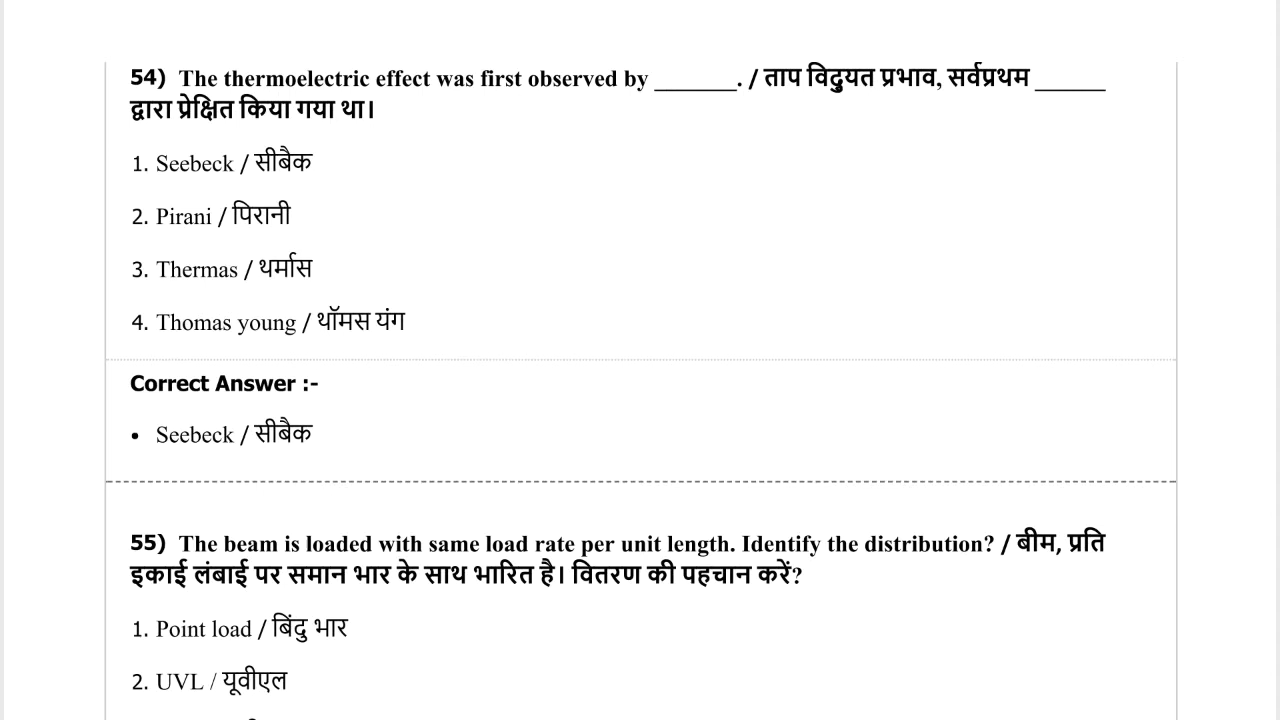 54) The thermoelectric effect was first observed by _______. / ताप विद्युयत प्रभाव, सर्वप्रथम ______
द्वारा प्रेक्षित किया गया था।
1. Seebeck / सीबैक
2. Pirani / पिरानी
3. Thermas / थर्मास
4. Thomas young / थॉमस यंग
Correct Answer :-
• Seebeck / सीबैक
55) The beam is loaded with same load rate per unit length. Identify the distribution? / बीम, प्रति
इकाई लंबाई पर समान भार के साथ भारित है। वितरण की पहचान करें?
1. Point load / बिंदु भार
2. UVL / यूवीएल